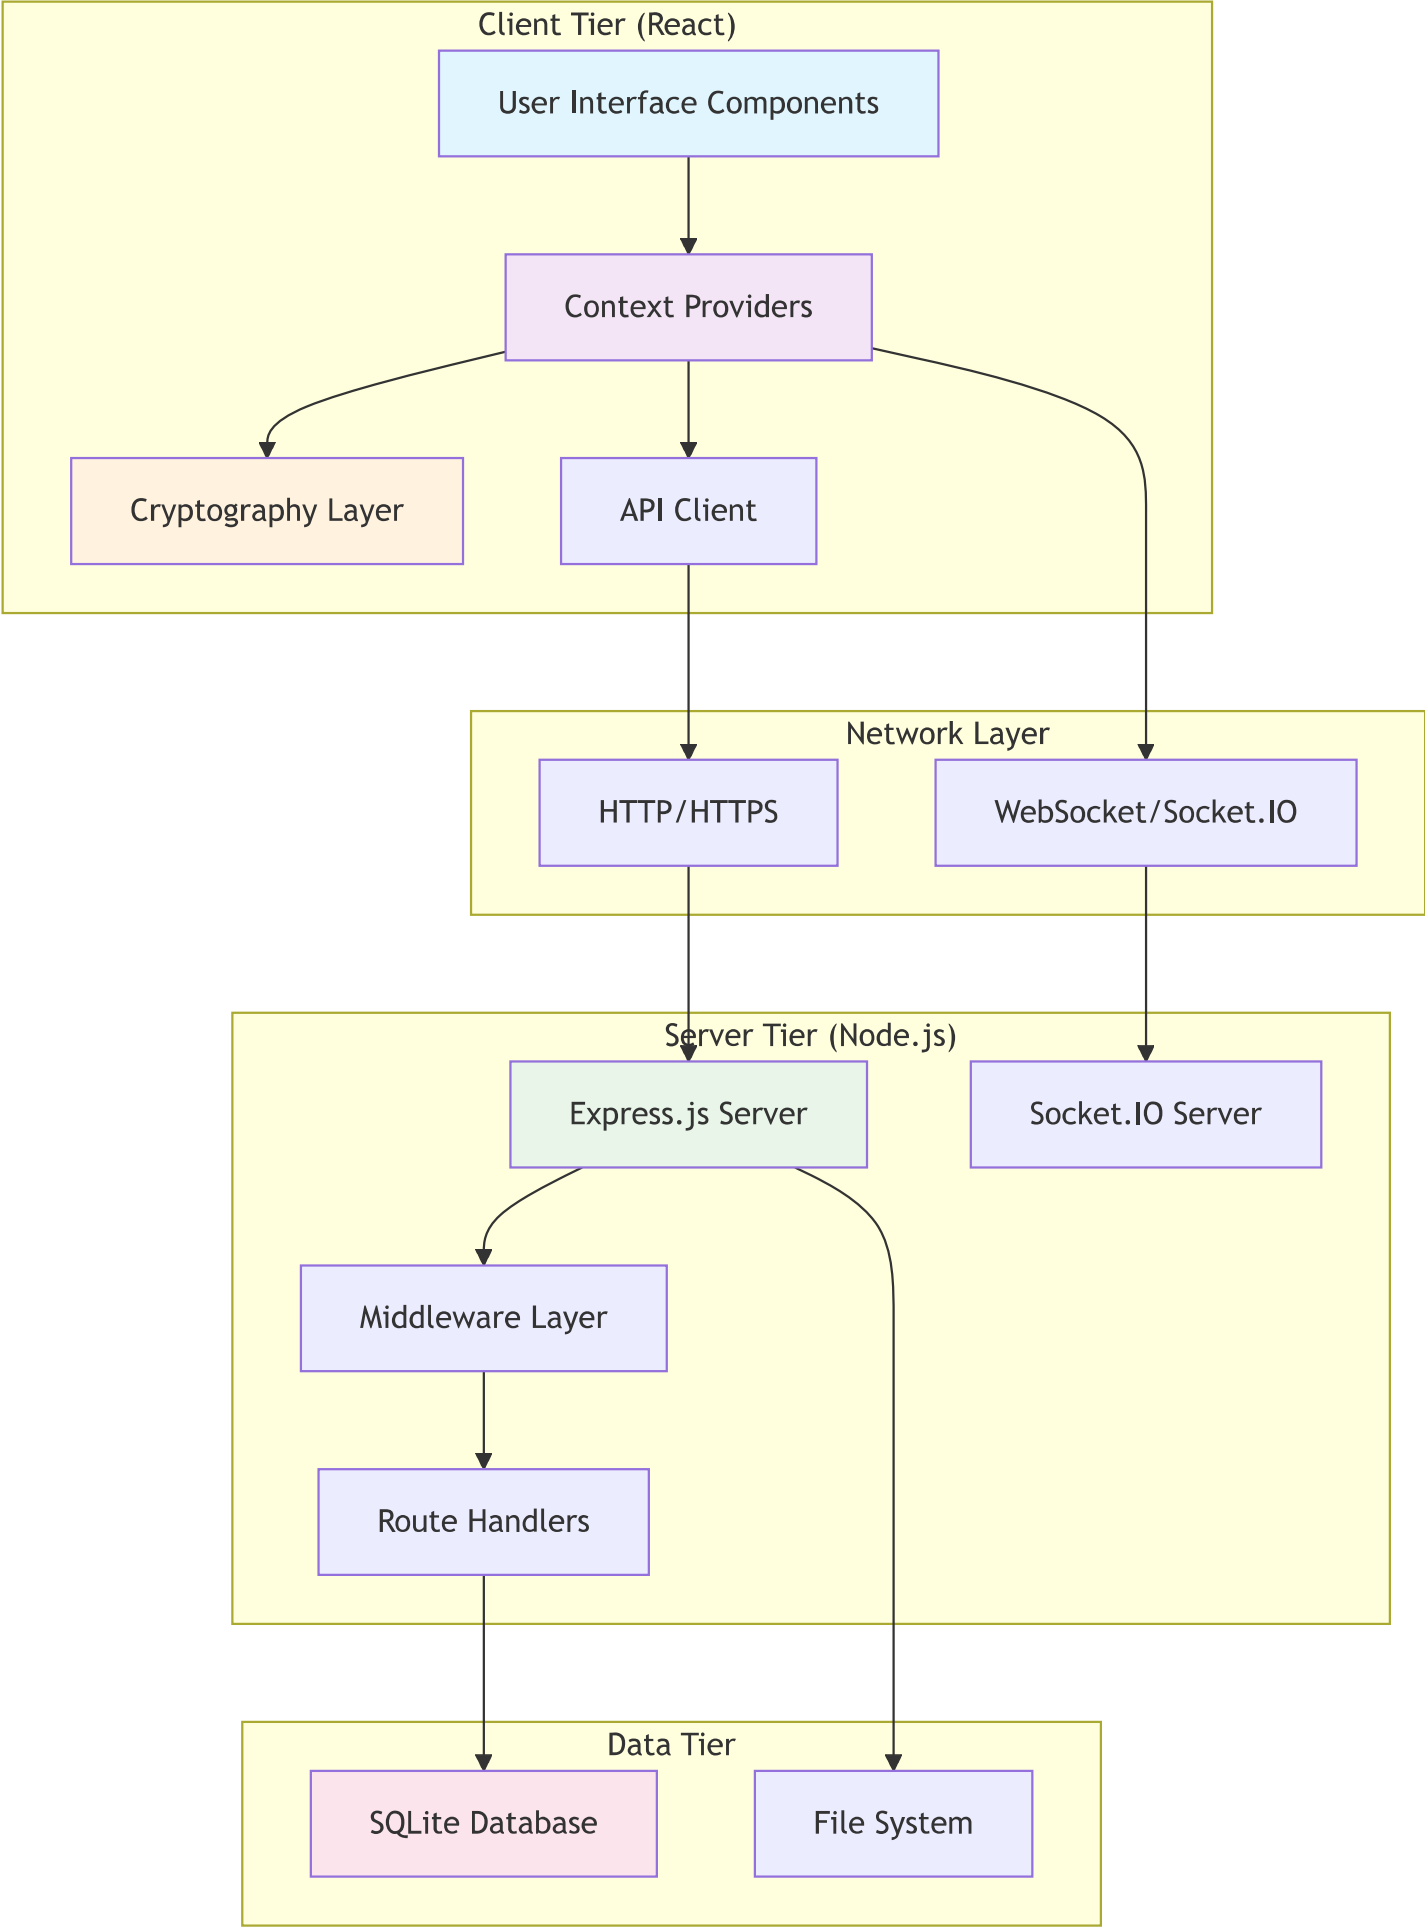 Client Tier (React)
User Interface Components
Context Providers
Cryptography Layer
API Client
Network Layer
HTTP/HTTPS
WebSocket/Socket.IO
Server Tier (Node.js)
Express.js Server
Socket.IO Server
Middleware Layer
Route Handlers
Data Tier
SQLite Database
File System